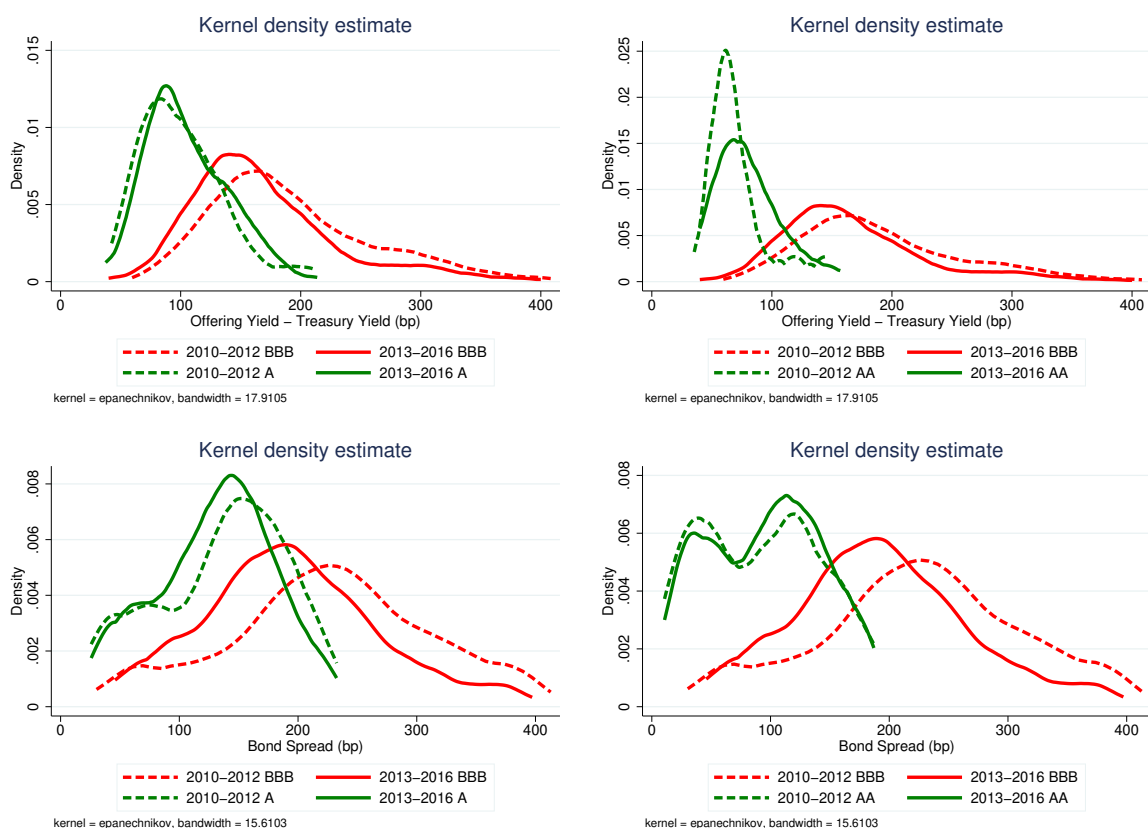 Kernel density estimate
.015
.01
.005
0
Density
0 100 200 300 400
Offering Yield − Treasury Yield (bp)
2010−2012 BBB 2013−2016 BBB
2010−2012 A 2013−2016 A
kernel = epanechnikov, bandwidth = 17.9105
Kernel density estimate
.025
.02
.015
.01
.005
0
Density
0 100 200 300 400
Offering Yield − Treasury Yield (bp)
2010−2012 BBB 2013−2016 BBB
2010−2012 AA 2013−2016 AA
kernel = epanechnikov, bandwidth = 17.9105
Kernel density estimate
.008
.006
.004
.002
0
Density
0 100 200 300 400
Bond Spread (bp)
2010−2012 BBB 2013−2016 BBB
2010−2012 A 2013−2016 A
kernel = epanechnikov, bandwidth = 15.6103
Kernel density estimate
.008
.006
.004
.002
0
Density
0 100 200 300 400
Bond Spread (bp)
2010−2012 BBB 2013−2016 BBB
2010−2012 AA 2013−2016 AA
kernel = epanechnikov, bandwidth = 15.6103